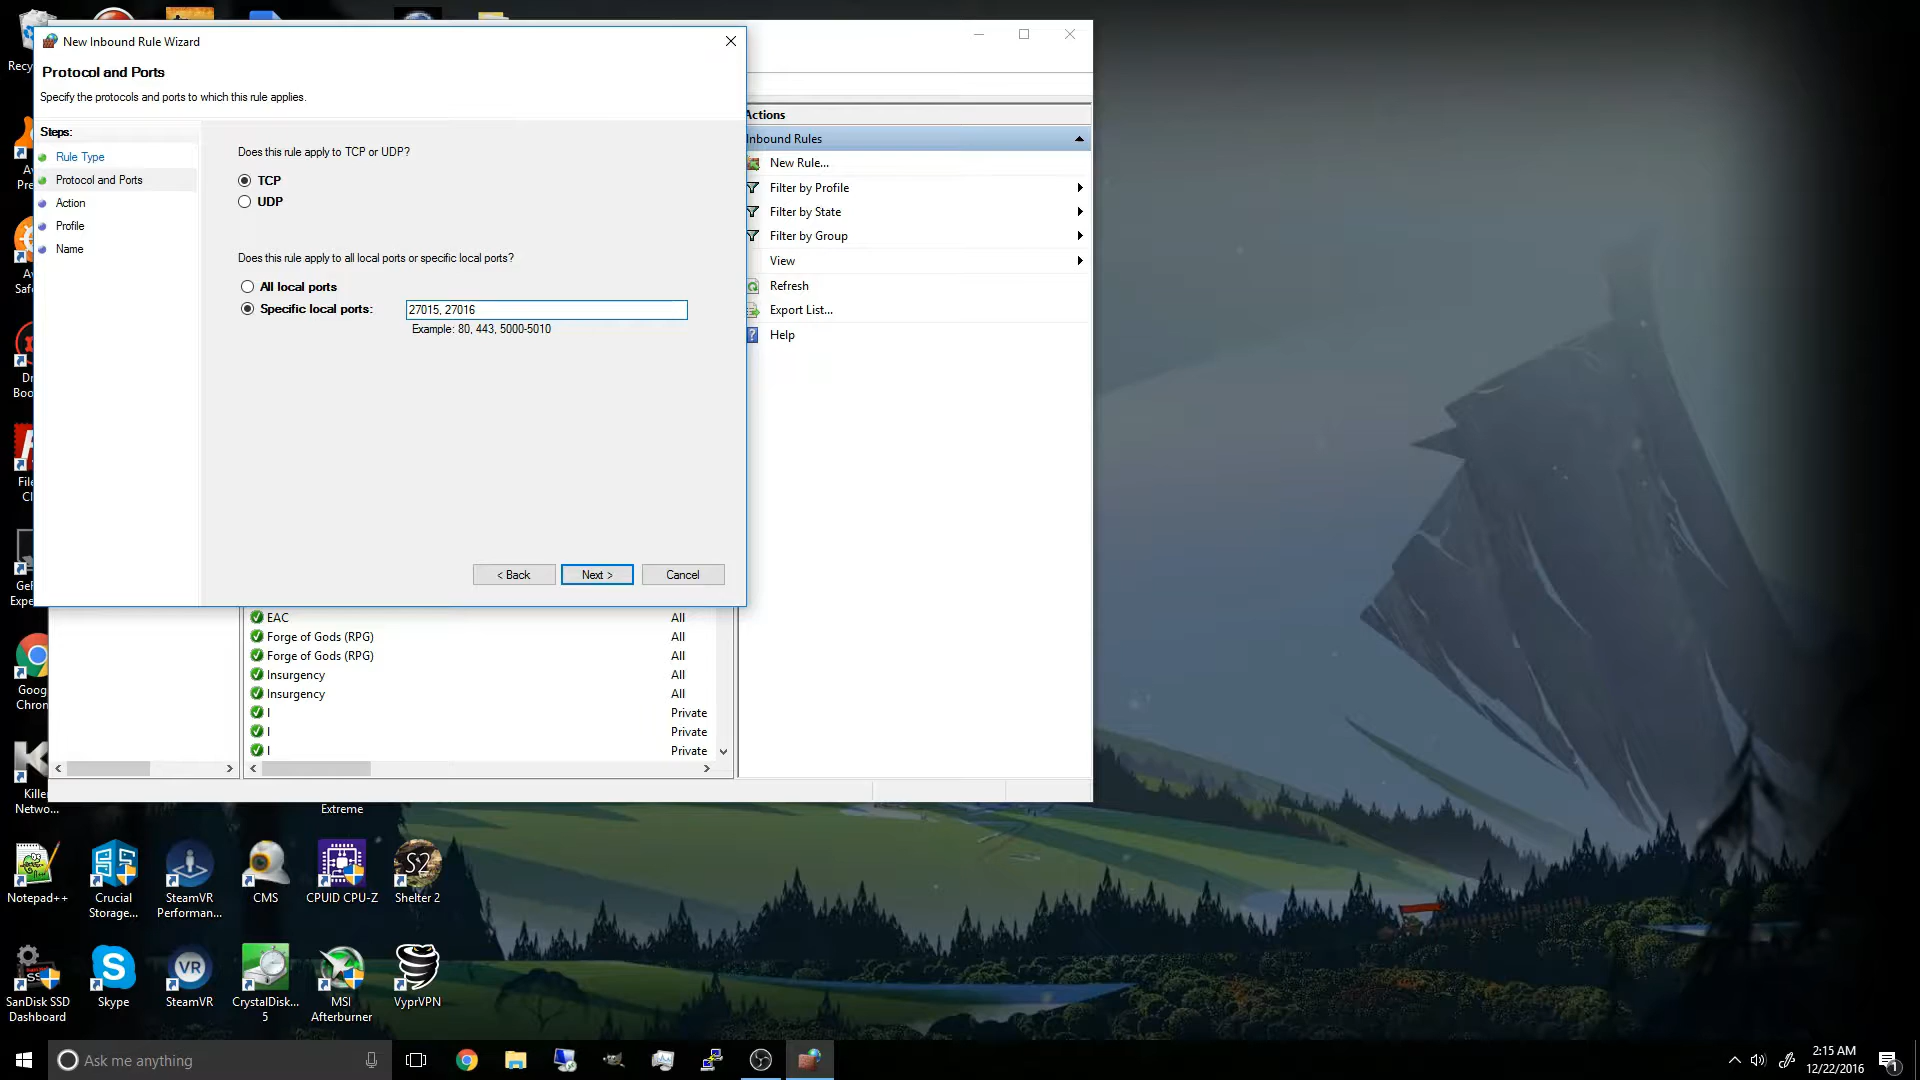 New Inbound Rule Wizard
Protocol and Ports
Specify the protocols and ports to which this rule applies.
Steps:
Rule Type
Protocol and Ports
Action
Profile
Name
Does this rule apply to TCP or UDP?
TCP
UDP
Does this rule apply to all local ports or specific local ports?
All local ports
Specific local ports:
27015, 27016
Example: 80, 443, 5000-5010
< Back
Next >
Cancel
Actions
Inbound Rules
New Rule...
Filter by Profile
Filter by State
Filter by Group
View
Refresh
Export List...
Help
EAC All
Forge of Gods (RPG) All
Forge of Gods (RPG) All
Insurgency All
Insurgency All
I Private
I Private
I Private
Extreme
Notepad++
Crucial
Storage...
SteamVR
Performan...
CMS
CPUID CPU-Z
Shelter 2
SanDisk SSD
Dashboard
Skype
SteamVR
CrystalDisk...
5
MSI
Afterburner
VyprVPN
Ask me anything
2:15 AM
12/22/2016